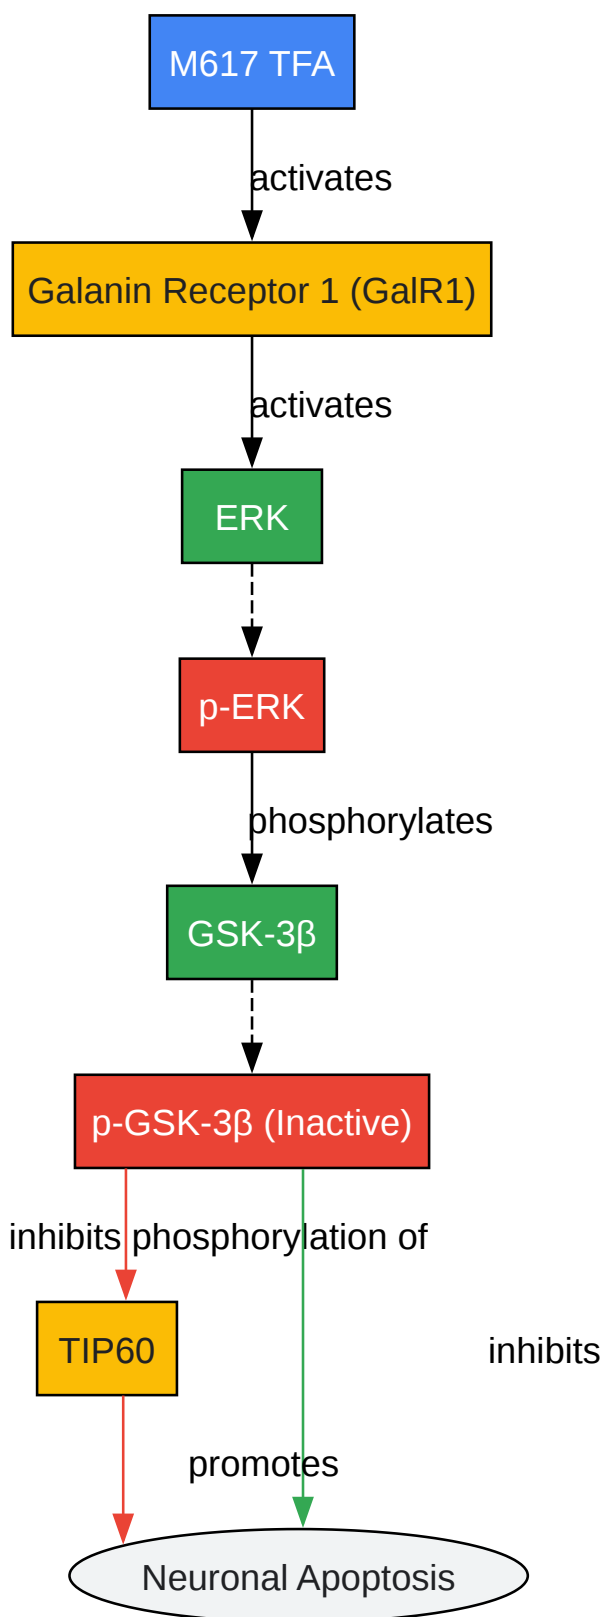 M617 TFA
activates
Galanin Receptor 1 (GalR1)
activates
ERK
p-ERK
phosphorylates
GSK-3β
p-GSK-3β (Inactive)
inhibits phosphorylation of
TIP60
inhibits
promotes
Neuronal Apoptosis